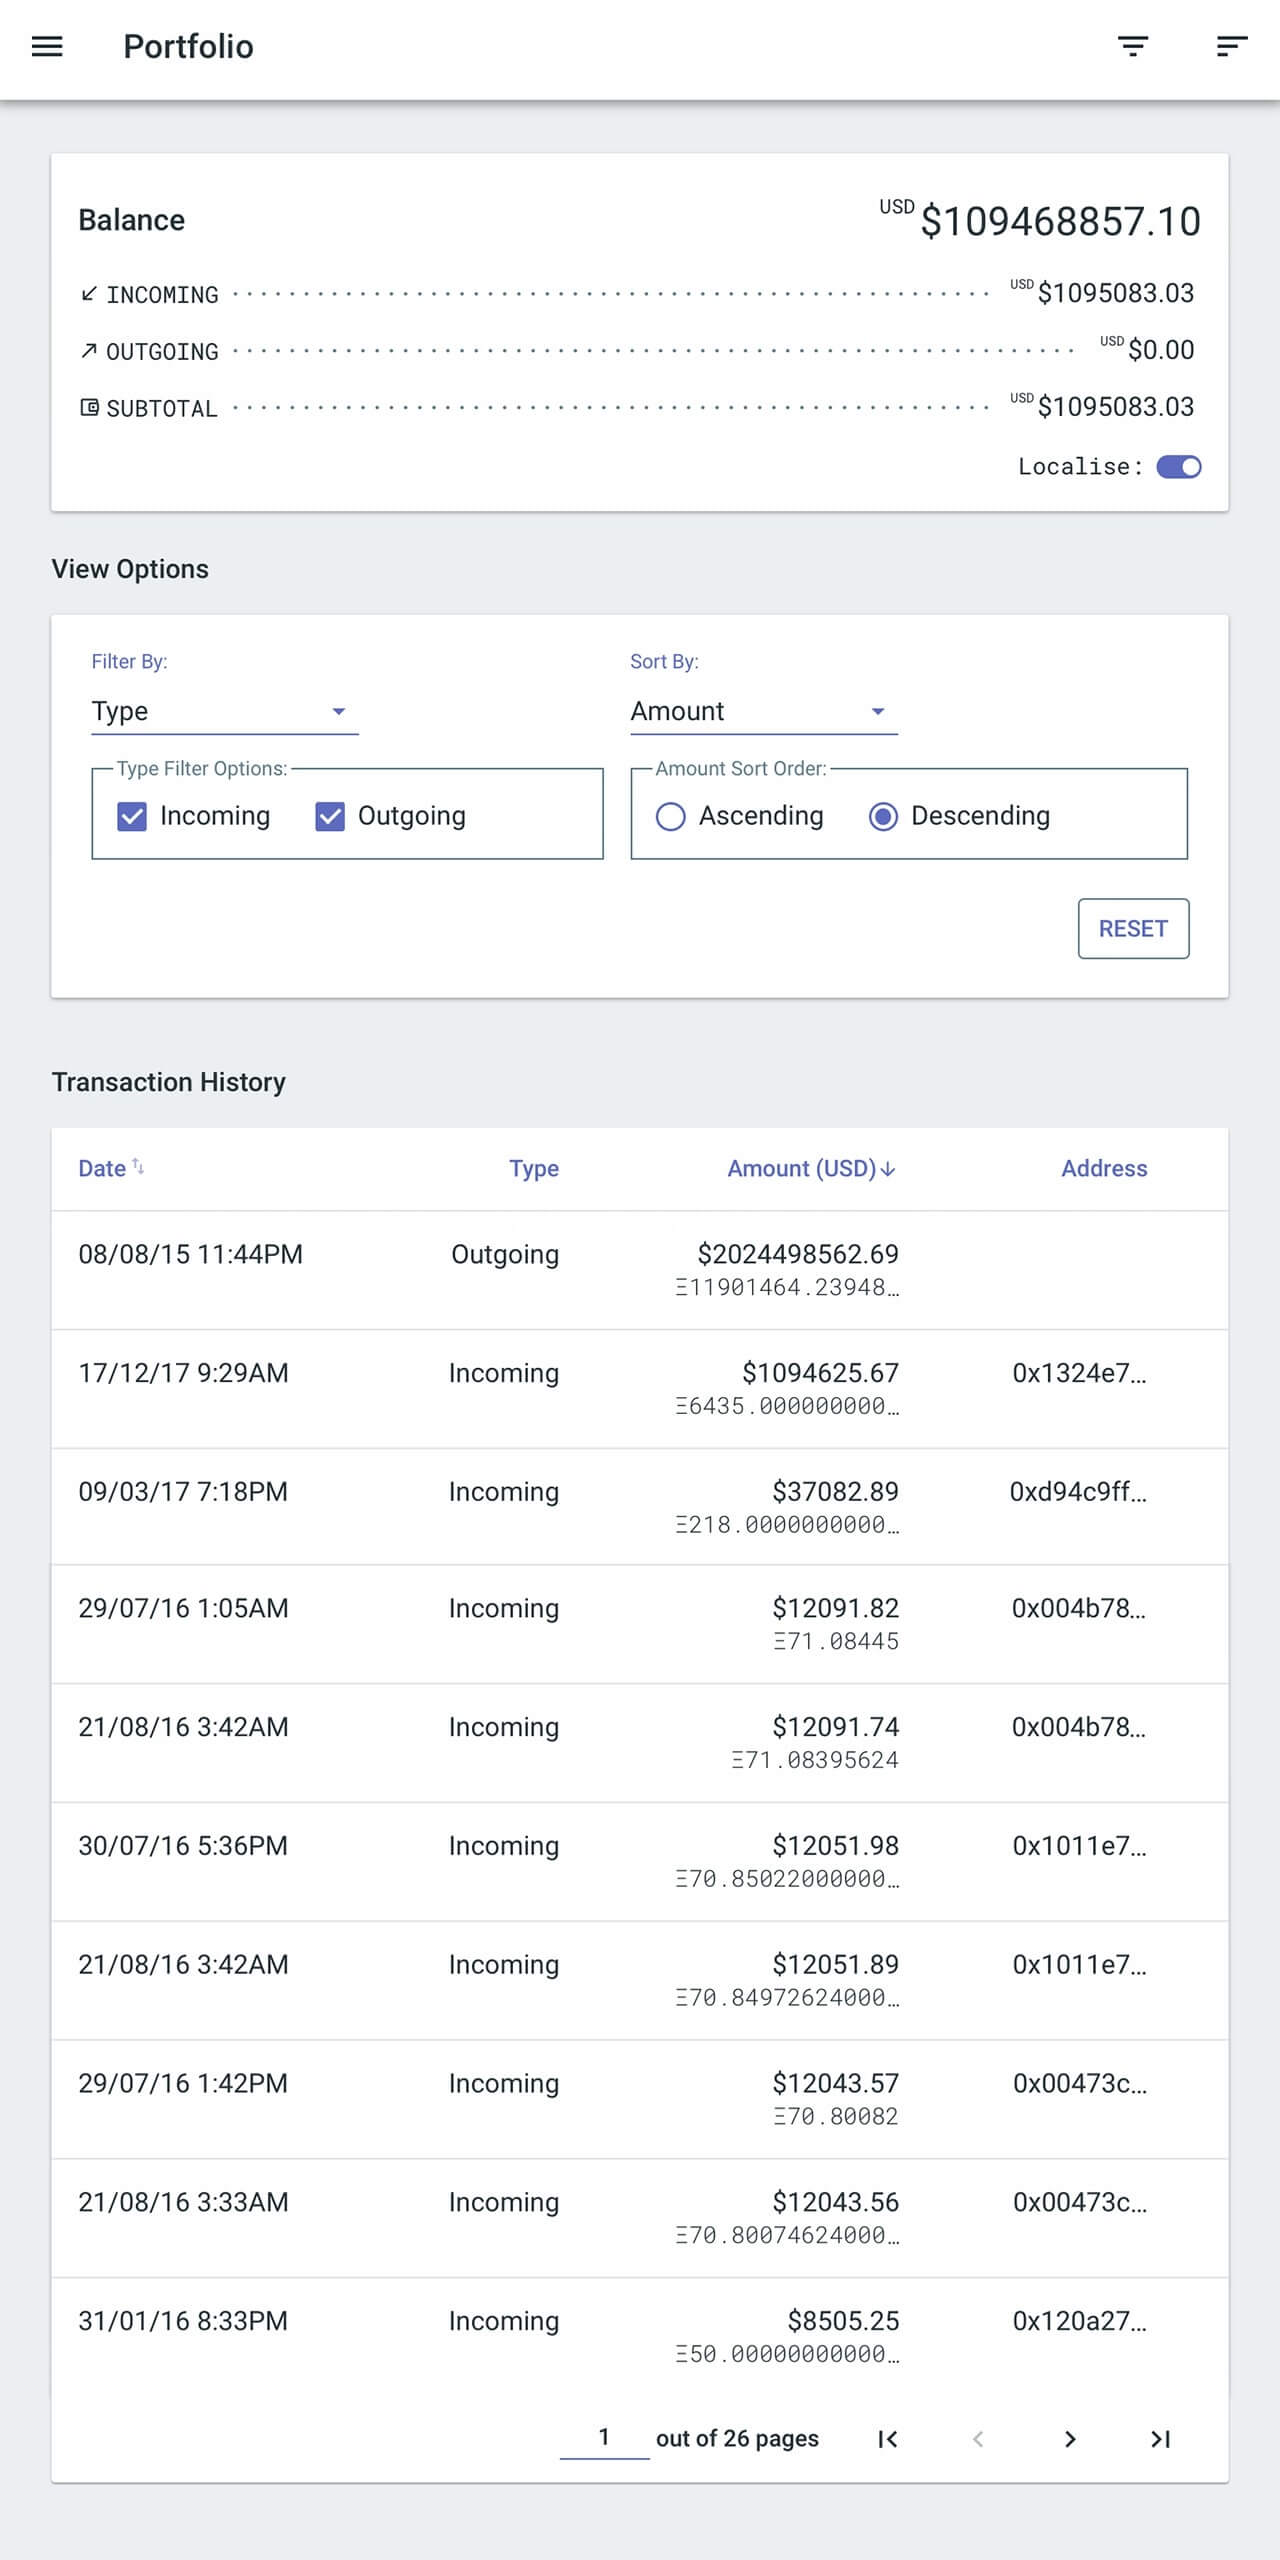 Portfolio
Balance USD $109468857.10
INCOMING USD $1095083.03
OUTGOING USD $0.00
SUBTOTAL USD $1095083.03
Localise:
View Options
Filter By: Sort By:
Type Amount
Type Filter Options: Amount Sort Order:
Incoming Outgoing Ascending Descending
RESET
Transaction History
Date Type Amount (USD) Address
08/08/15 11:44PM Outgoing $2024498562.69
Ξ11901464.23948…
17/12/17 9:29AM Incoming $1094625.67 0x1324e7...
Ξ6435.000000000…
09/03/17 7:18PM Incoming $37082.89 0xd94c9ff...
Ξ218.0000000000…
29/07/16 1:05AM Incoming $12091.82 0x004b78...
Ξ71.08445
21/08/16 3:42AM Incoming $12091.74 0x004b78...
Ξ71.08395624
30/07/16 5:36PM Incoming $12051.98 0x1011e7...
Ξ70.85022000000…
21/08/16 3:42AM Incoming $12051.89 0x1011e7...
Ξ70.84972624000…
29/07/16 1:42PM Incoming $12043.57 0x00473c...
Ξ70.80082
21/08/16 3:33AM Incoming $12043.56 0x00473c...
Ξ70.80074624000…
31/01/16 8:33PM Incoming $8505.25 0x120a27...
Ξ50.00000000000…
1 out of 26 pages